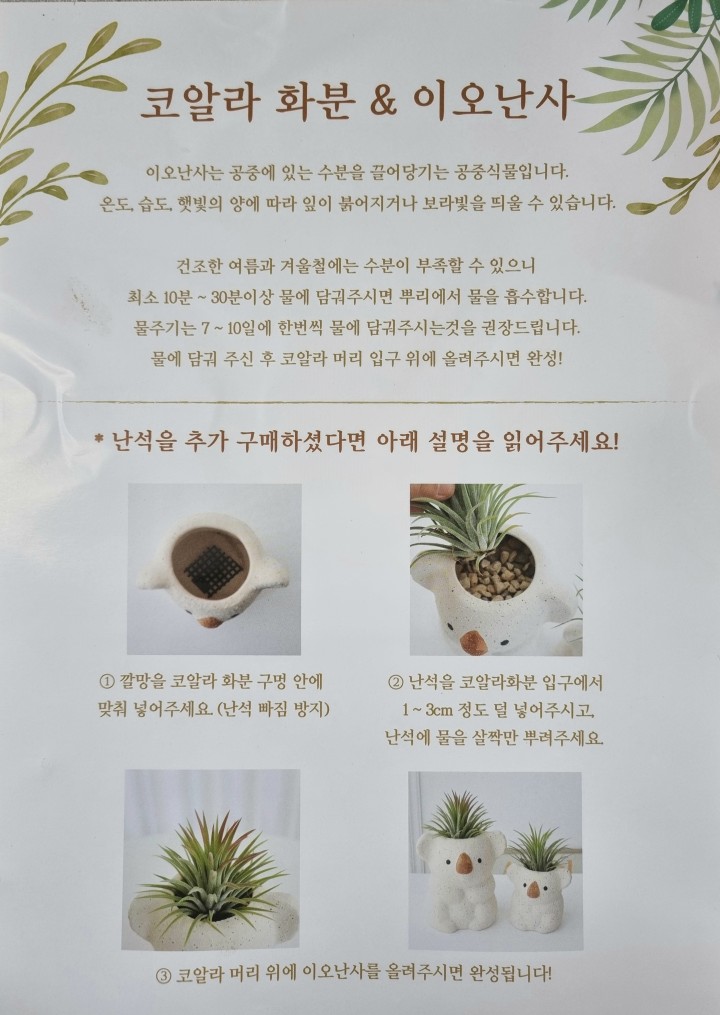 코알라 화분 & 이오난사
이오난사는 공중에 있는 수분을 끌어당기는 공중식물입니다.
온도, 습도, 햇빛의 양에 따라 잎이 붉어지거나 보라빛을 띄울 수 있습니다.
건조한 여름과 겨울철에는 수분이 부족할 수 있으니
최소 10분 ~ 30분이상 물에 담궈주시면 뿌리에서 물을 흡수합니다.
물주기는 7 ~ 10일에 한번씩 물에 담궈주시는것을 권장드립니다.
물에 담궈 주신 후 코알라 머리 입구 위에 올려주시면 완성!
* 난석을 추가 구매하셨다면 아래 설명을 읽어주세요!
① 깔망을 코알라 화분 구멍 안에
맞춰 넣어주세요. (난석 빠짐 방지)
② 난석을 코알라화분 입구에서
1 ~ 3cm 정도 덜 넣어주시고,
난석에 물을 살짝만 뿌려주세요.
③ 코알라 머리 위에 이오난사를 올려주시면 완성됩니다!